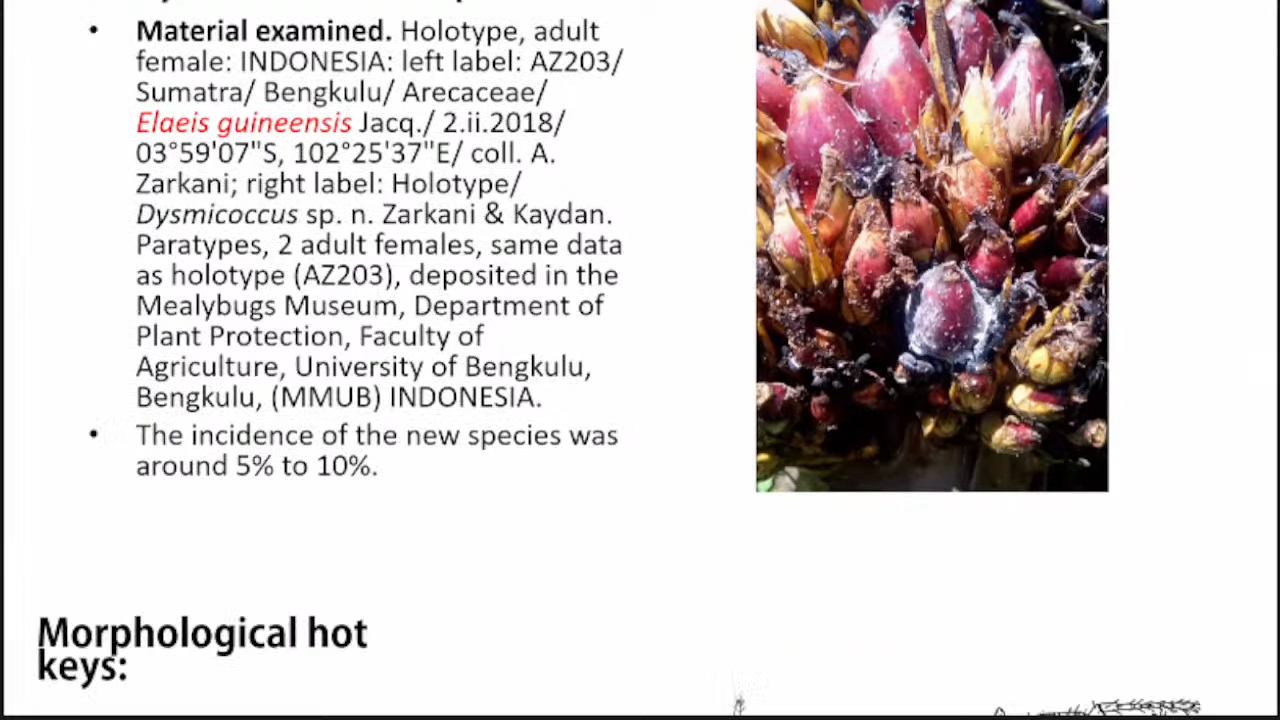 • Material examined. Holotype, adult
female: INDONESIA: left label: AZ203/
Sumatra/ Bengkulu/ Arecaceae/
Elaeis guineensis Jacq./ 2.ii.2018/
03°59'07"S, 102°25'37"E/ coll. A.
Zarkani; right label: Holotype/
Dysmicoccus sp. n. Zarkani & Kaydan.
Paratypes, 2 adult females, same data
as holotype (AZ203), deposited in the
Mealybugs Museum, Department of
Plant Protection, Faculty of
Agriculture, University of Bengkulu,
Bengkulu, (MMUB) INDONESIA.
• The incidence of the new species was
around 5% to 10%.
Morphological hot
keys: